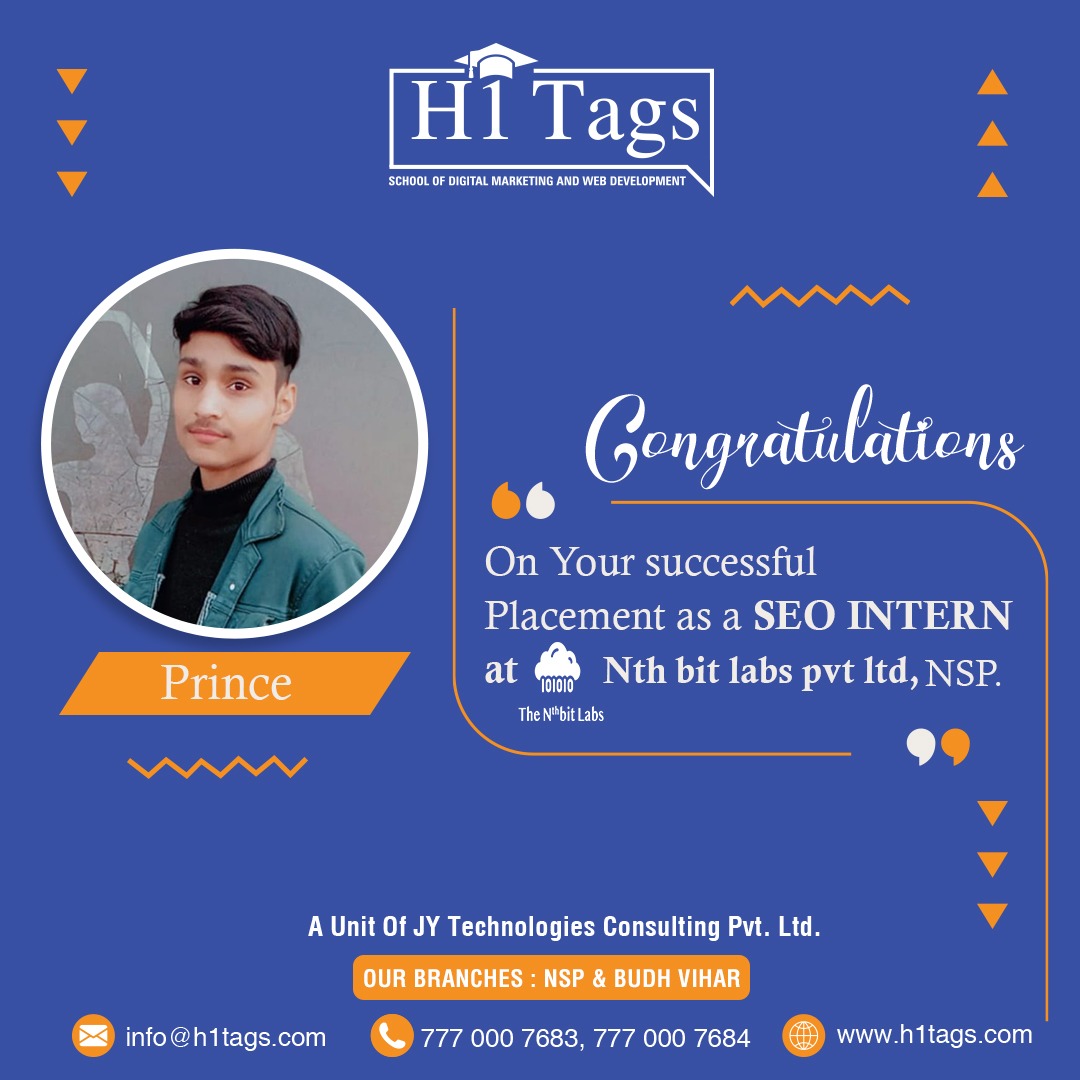 H1 Tags
SCHOOL OF DIGITAL MARKETING AND WEB DEVELOPMENT
Prince
Congratulations
On Your successful
Placement as a SEO INTERN
at 101010 Nth bit labs pvt ltd, NSP.
The Nthbit Labs
A Unit Of JY Technologies Consulting Pvt. Ltd.
OUR BRANCHES : NSP & BUDH VIHAR
info@h1tags.com 777 000 7683, 777 000 7684 www.h1tags.com